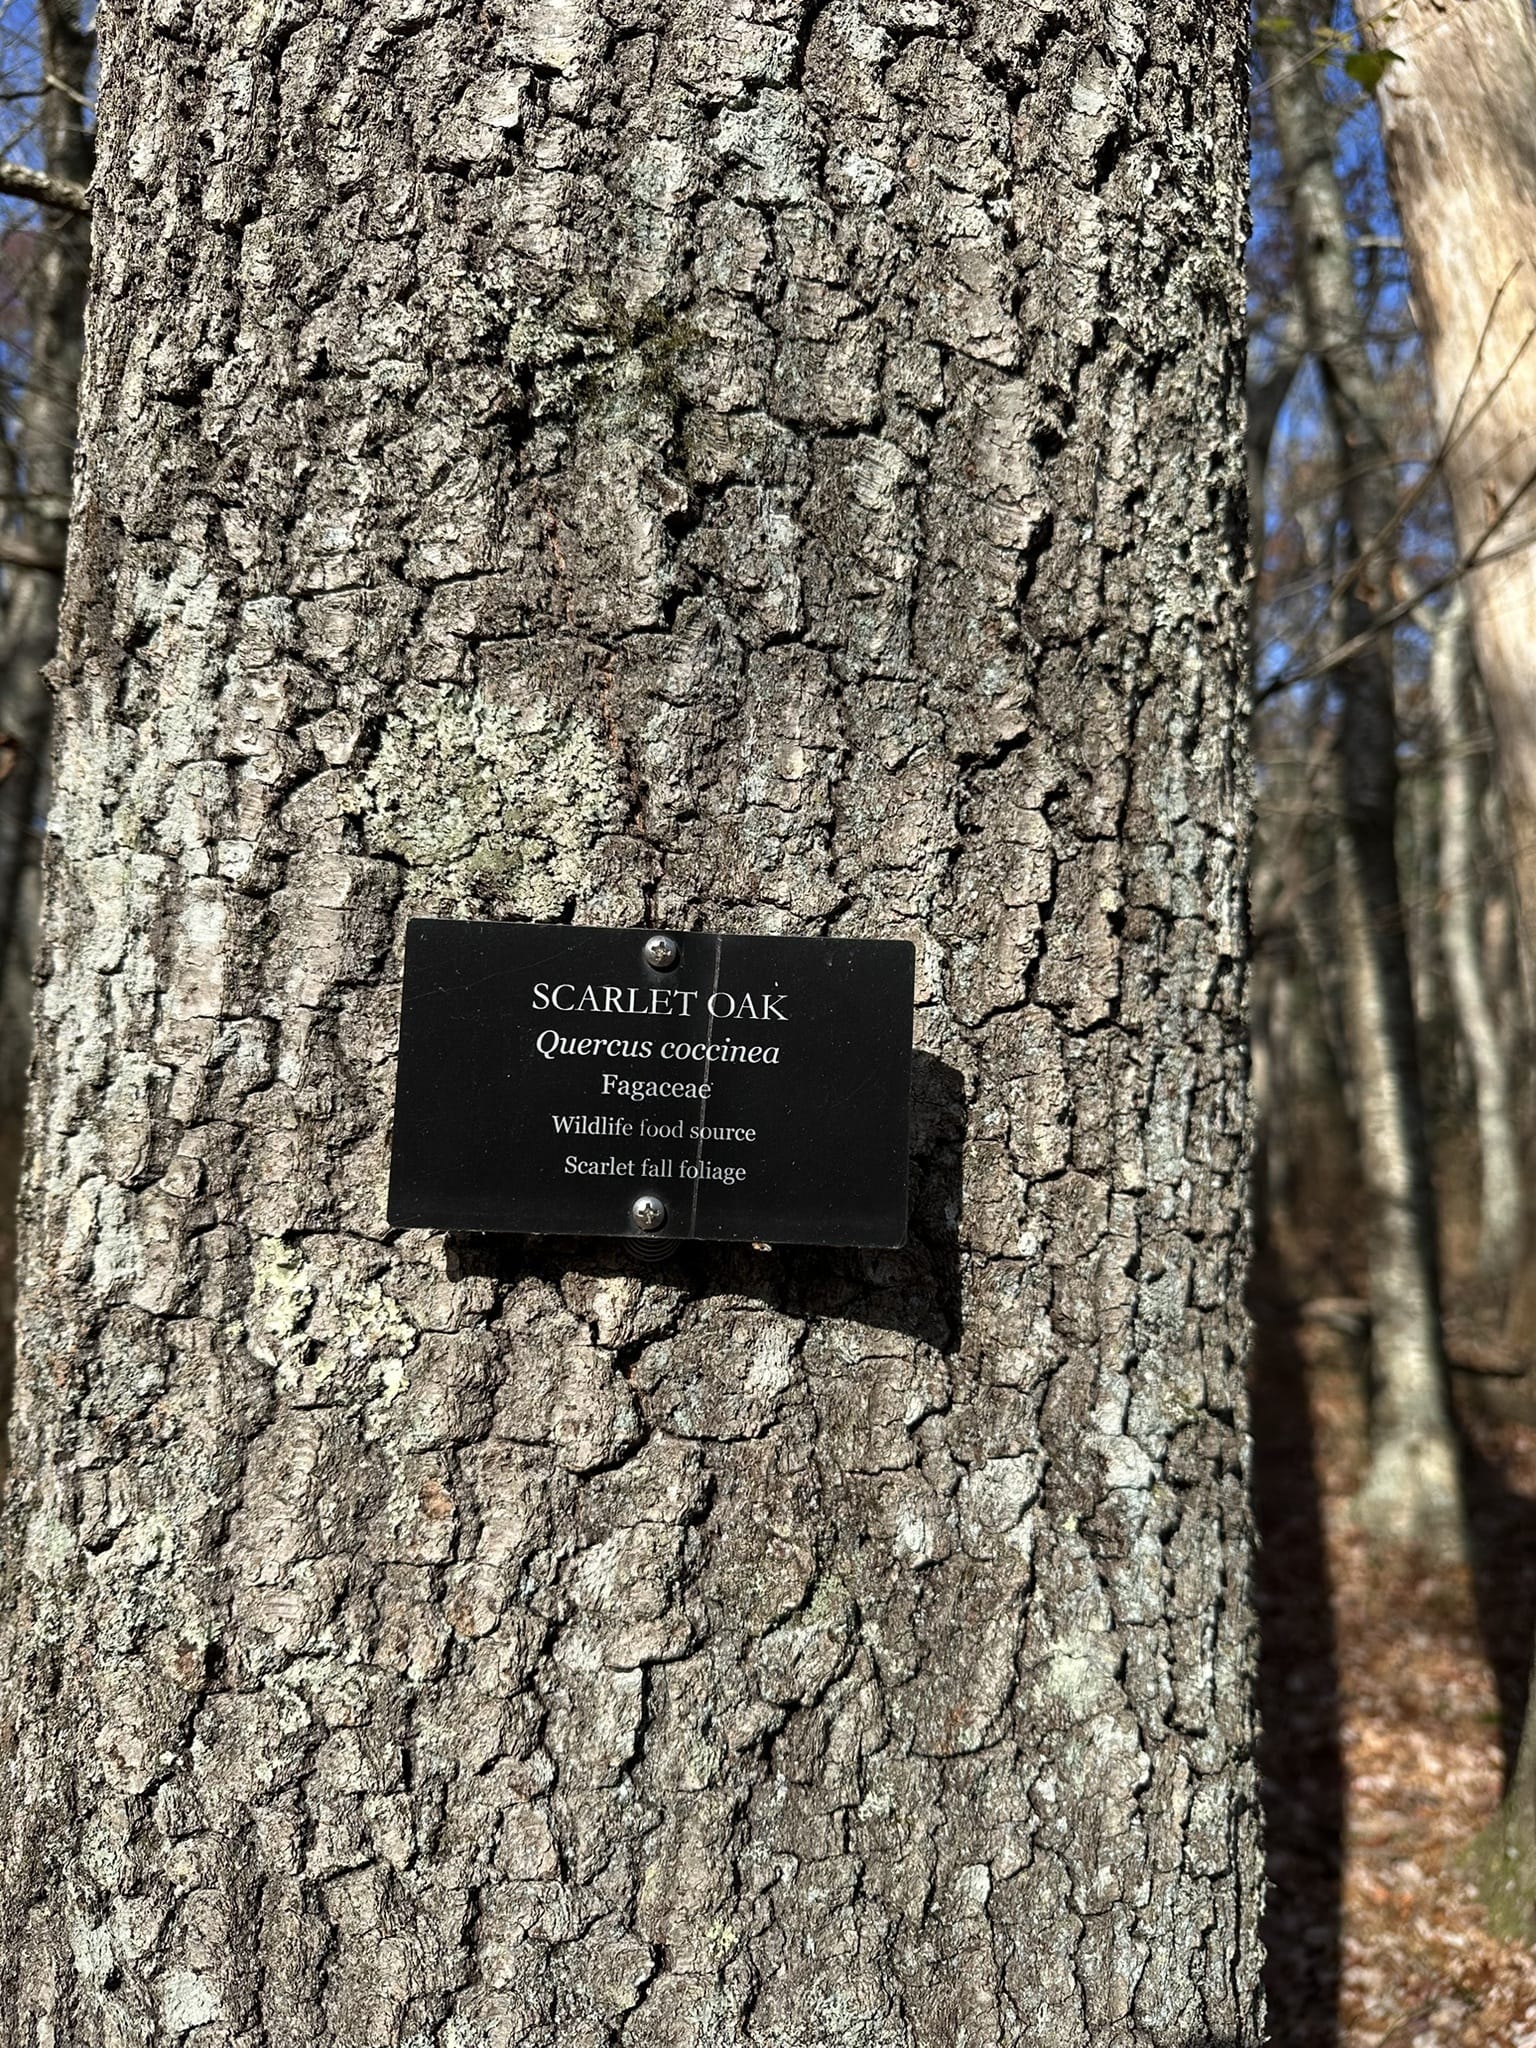 SCARLET OAK
Quercus coccinea
Fagaceae
Wildlife food source
Scarlet fall foliage